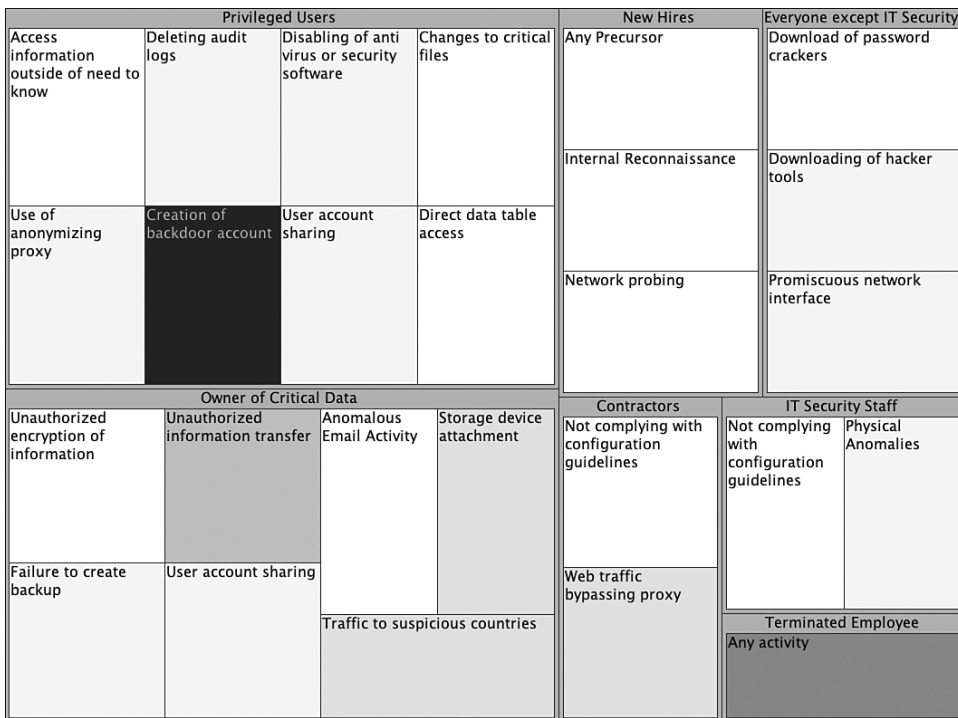 Privileged Users
Access
information
outside of need to
know
Deleting audit
logs
Disabling of anti
virus or security
software
Changes to critical
files
Use of
anonymizing
proxy
Creation of
backdoor account
User account
sharing
Direct data table
access
New Hires
Any Precursor
Internal Reconnaissance
Network probing
Everyone except IT Security
Download of password
crackers
Downloading of hacker
tools
Promiscuous network
interface
Owner of Critical Data
Unauthorized
encryption of
information
Unauthorized
information transfer
Anomalous
Email Activity
Storage device
attachment
Failure to create
backup
User account sharing
Traffic to suspicious countries
Contractors
Not complying with
configuration
guidelines
Web traffic
bypassing proxy
IT Security Staff
Not complying
with
configuration
guidelines
Physical
Anomalies
Terminated Employee
Any activity